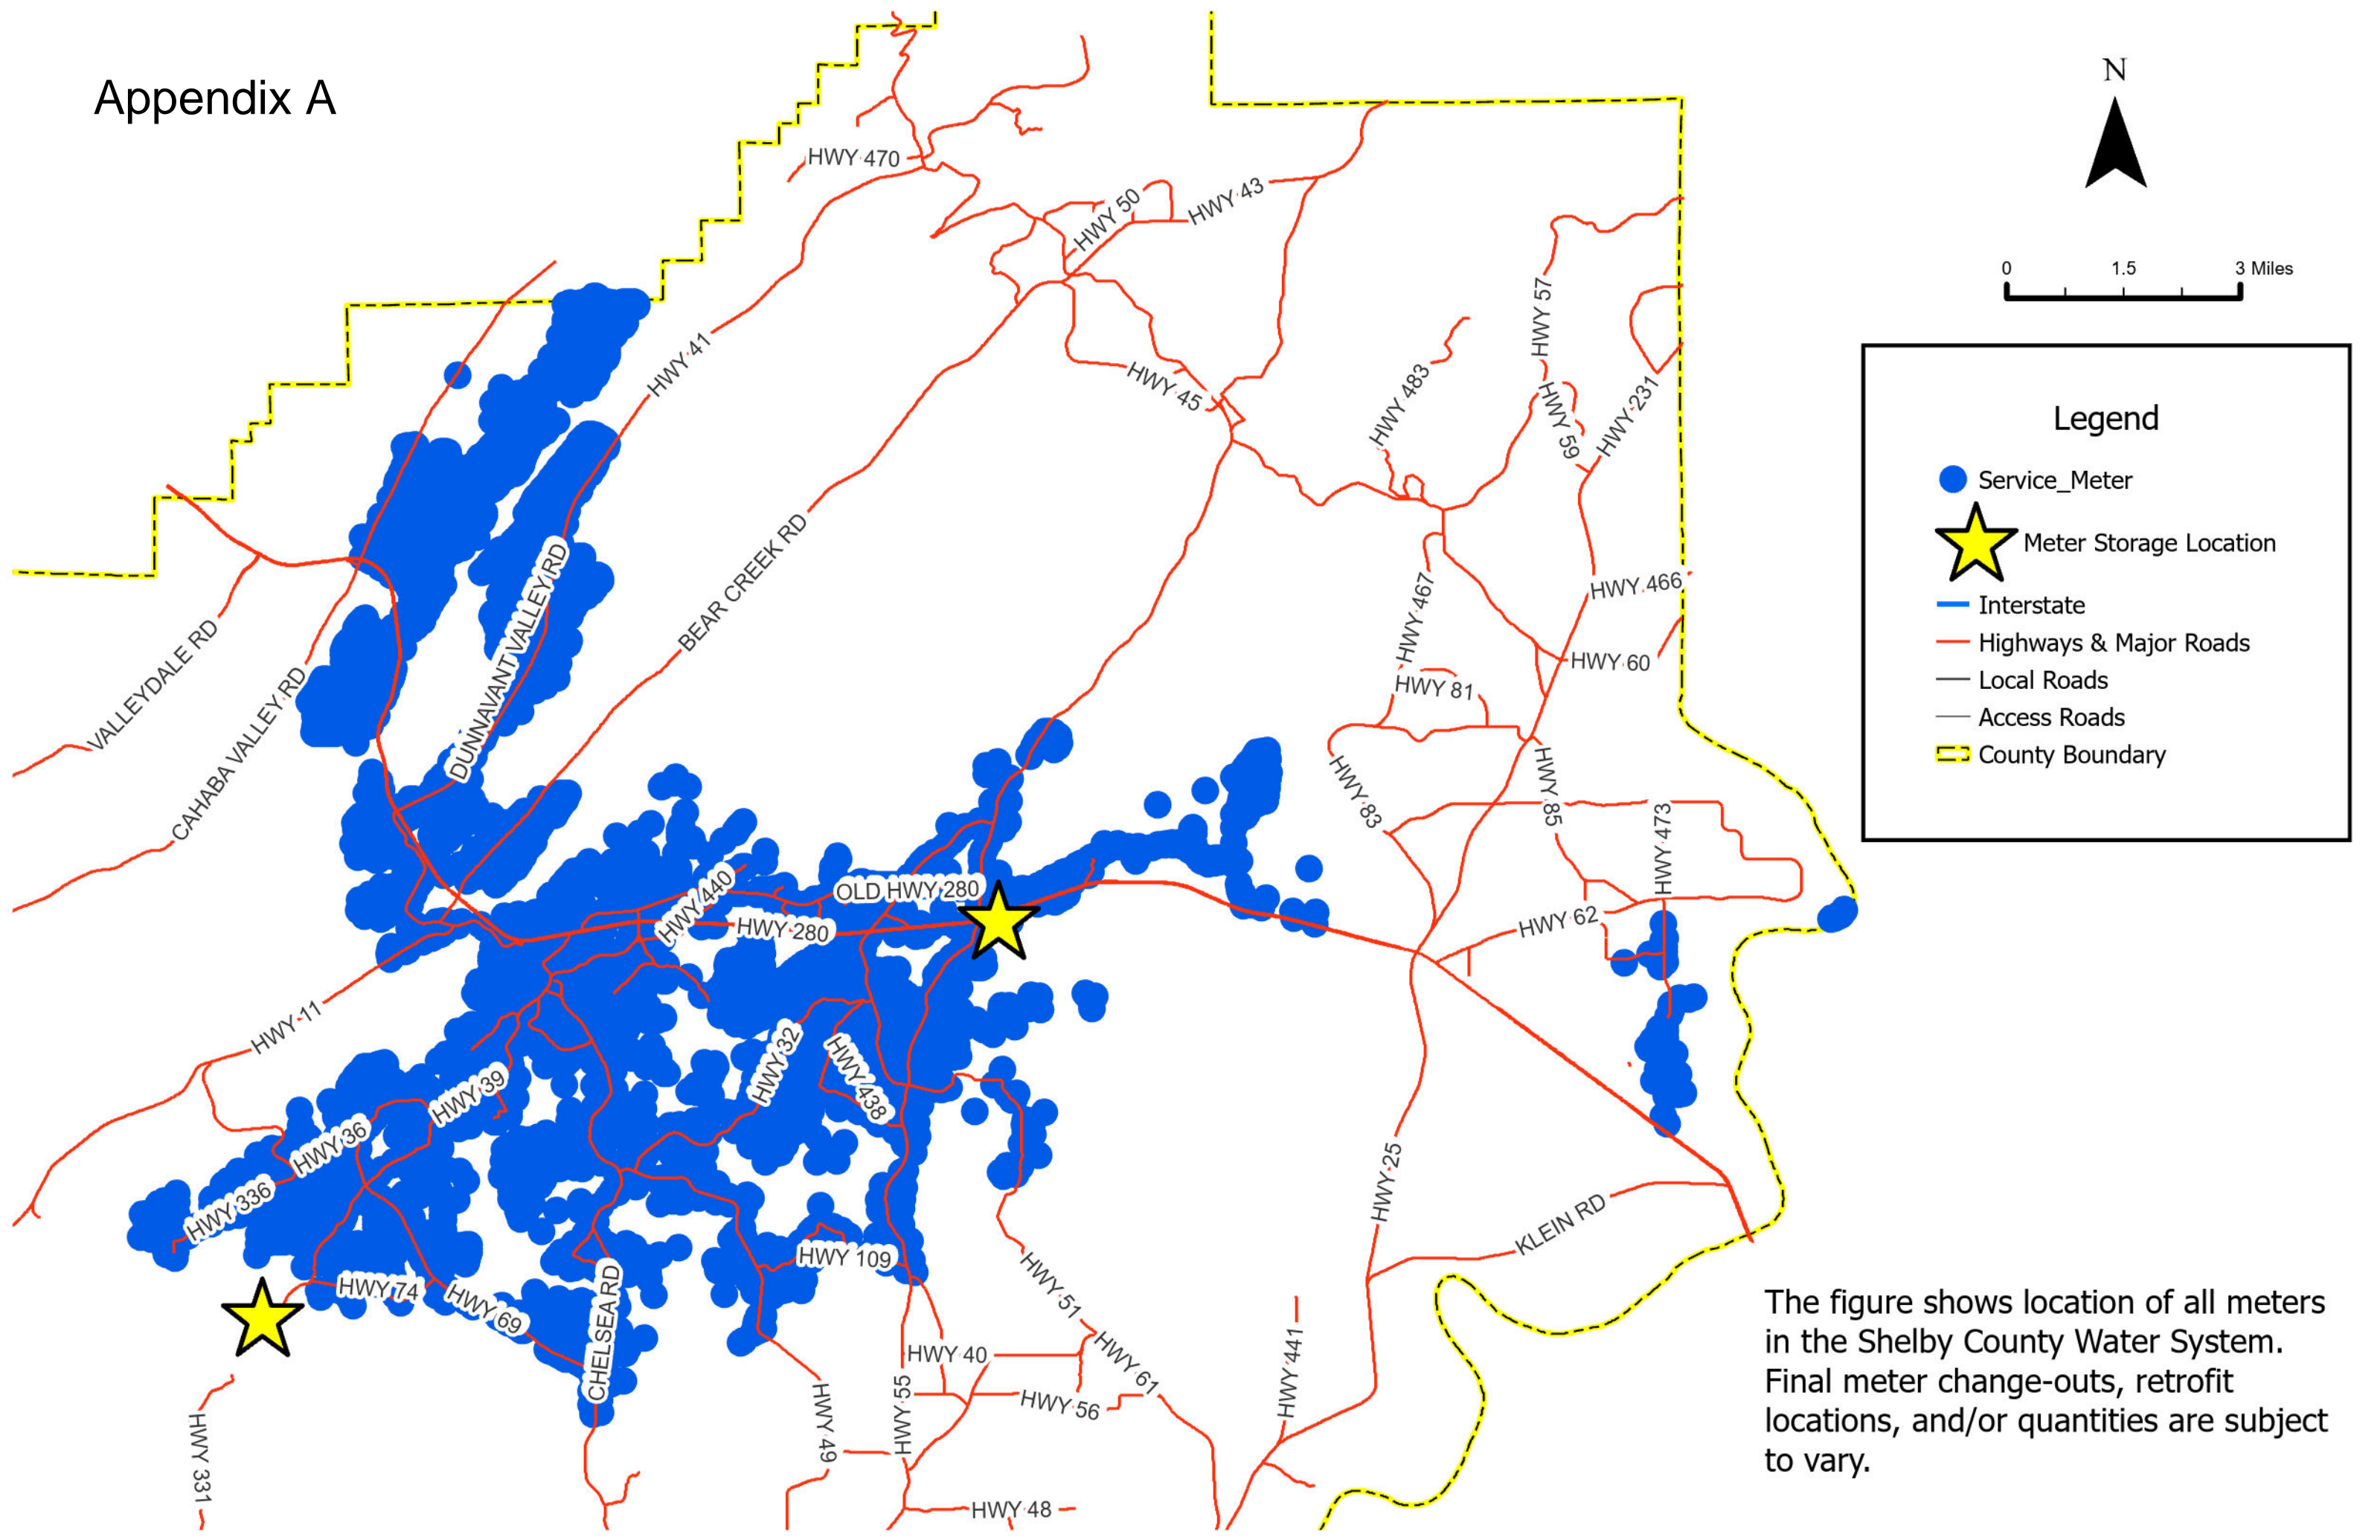 Appendix A
N
0 1.5 3 Miles
Legend
Service_Meter
Meter Storage Location
Interstate
Highways & Major Roads
Local Roads
Access Roads
County Boundary
HWY 470
HWY 50
HWY 43
HWY 41
HWY 45
HWY 57
HWY 483
HWY 59
HWY 231
HWY 466
HWY 467
HWY 60
HWY 81
BEAR CREEK RD
DUNNAVANT VALLEY RD
VALLEYDALE RD
CAHABA VALLEY RD
HWY 83
HWY 85
HWY 473
HWY 62
OLD HWY 280
HWY 440
HWY 280
HWY 11
HWY 32
HWY 438
HWY 39
HWY 36
HWY 336
HWY 74
HWY 69
CHELSEA RD
HWY 109
HWY 25
KLEIN RD
HWY 51
HWY 61
HWY 441
HWY 40
HWY 56
HWY 55
HWY 49
HWY 331
HWY 48
The figure shows location of all meters
in the Shelby County Water System.
Final meter change-outs, retrofit
locations, and/or quantities are subject
to vary.